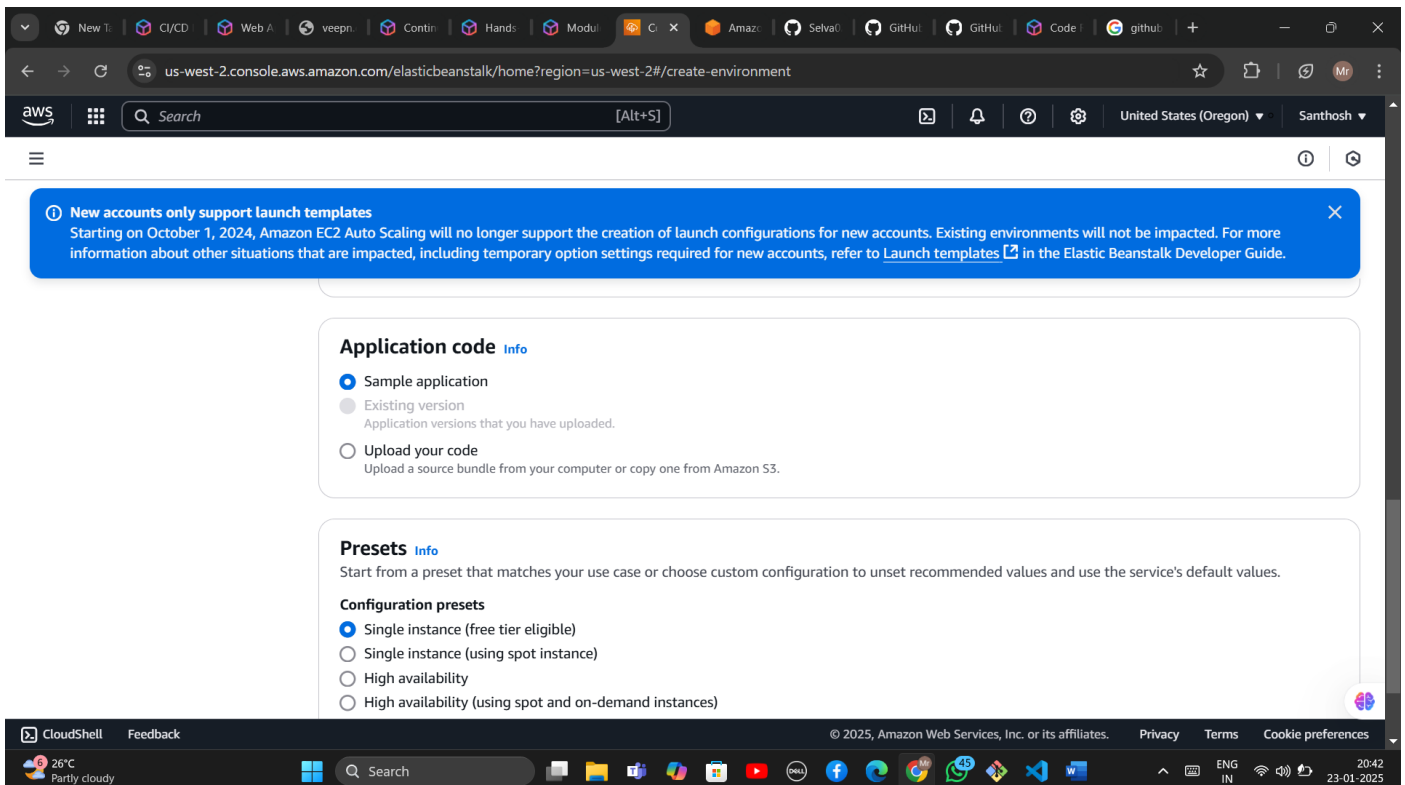 New Ta
CI/CD
Web A
veepn.
Contin
Hands
Modul
Amazo
Selva0
GitHub
GitHub
Code
github
us-west-2.console.aws.amazon.com/elasticbeanstalk/home?region=us-west-2#/create-environment
Mr
aws
Search
[Alt+S]
United States (Oregon)
Santhosh
New accounts only support launch templates
Starting on October 1, 2024, Amazon EC2 Auto Scaling will no longer support the creation of launch configurations for new accounts. Existing environments will not be impacted. For more
information about other situations that are impacted, including temporary option settings required for new accounts, refer to Launch templates in the Elastic Beanstalk Developer Guide.
Application code Info
Sample application
Existing version
Application versions that you have uploaded.
Upload your code
Upload a source bundle from your computer or copy one from Amazon S3.
Presets Info
Start from a preset that matches your use case or choose custom configuration to unset recommended values and use the service's default values.
Configuration presets
Single instance (free tier eligible)
Single instance (using spot instance)
High availability
High availability (using spot and on-demand instances)
CloudShell
Feedback
© 2025, Amazon Web Services, Inc. or its affiliates.
Privacy
Terms
Cookie preferences
6
26°C
Partly cloudy
Search
DELL
Mr
45
ENG
IN
20:42
23-01-2025